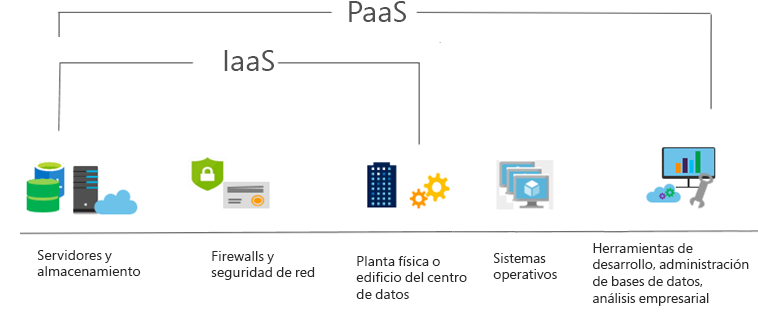 PaaS
IaaS
Servidores y
almacenamiento
Firewalls y
seguridad de red
Planta física o
edificio del centro
de datos
Sistemas
operativos
Herramientas de
desarrollo, administración
de bases de datos,
análisis empresarial